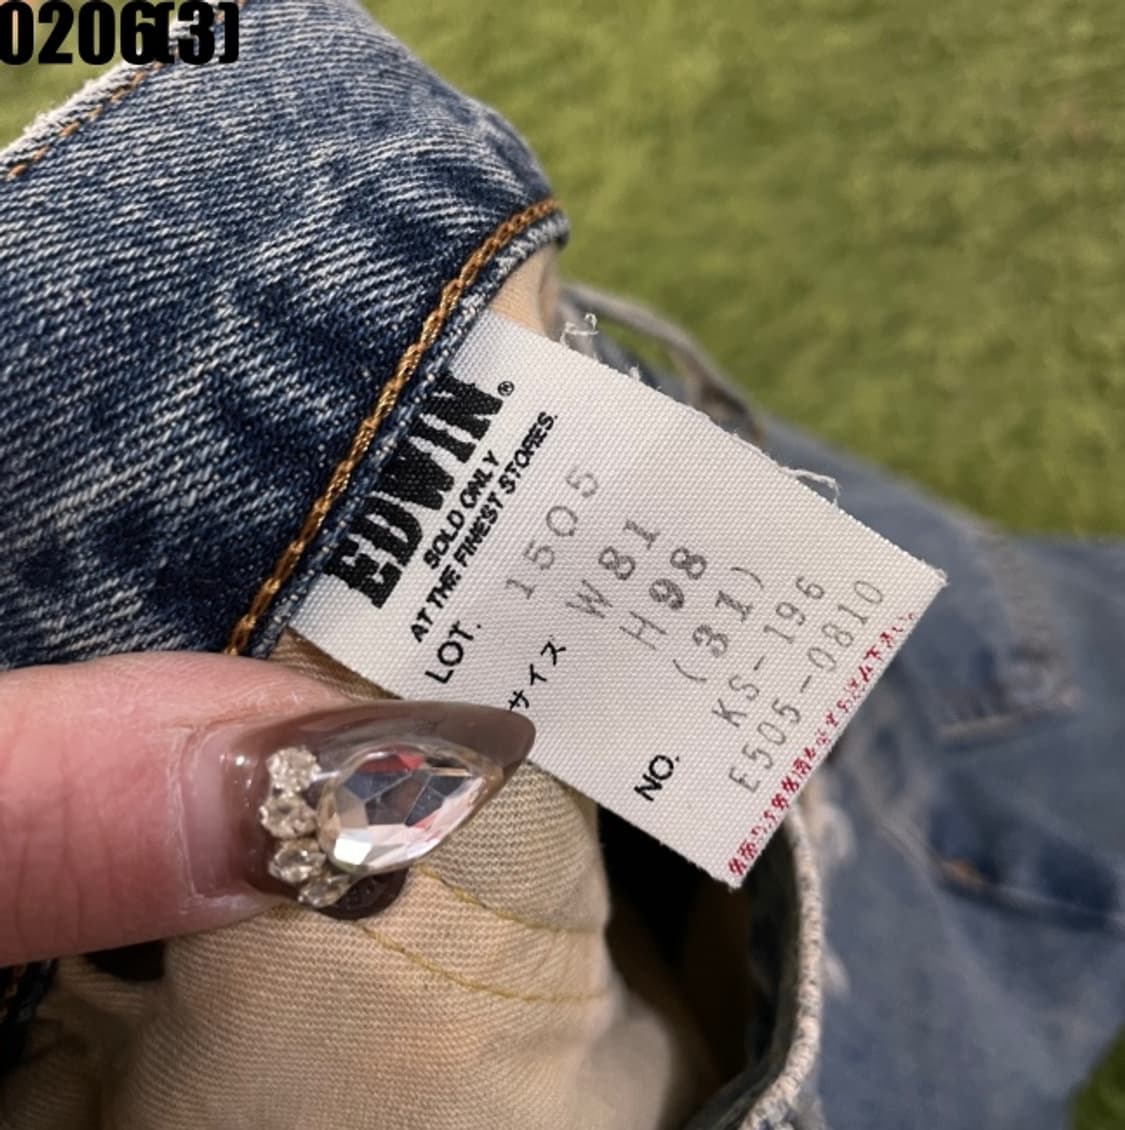 0206(3)
EDWIN®
SOLD ONLY
AT THE FINEST STORES.
LOT. 1505
サイズ W81
H98
(31)
NO. KS-196
E505-0810